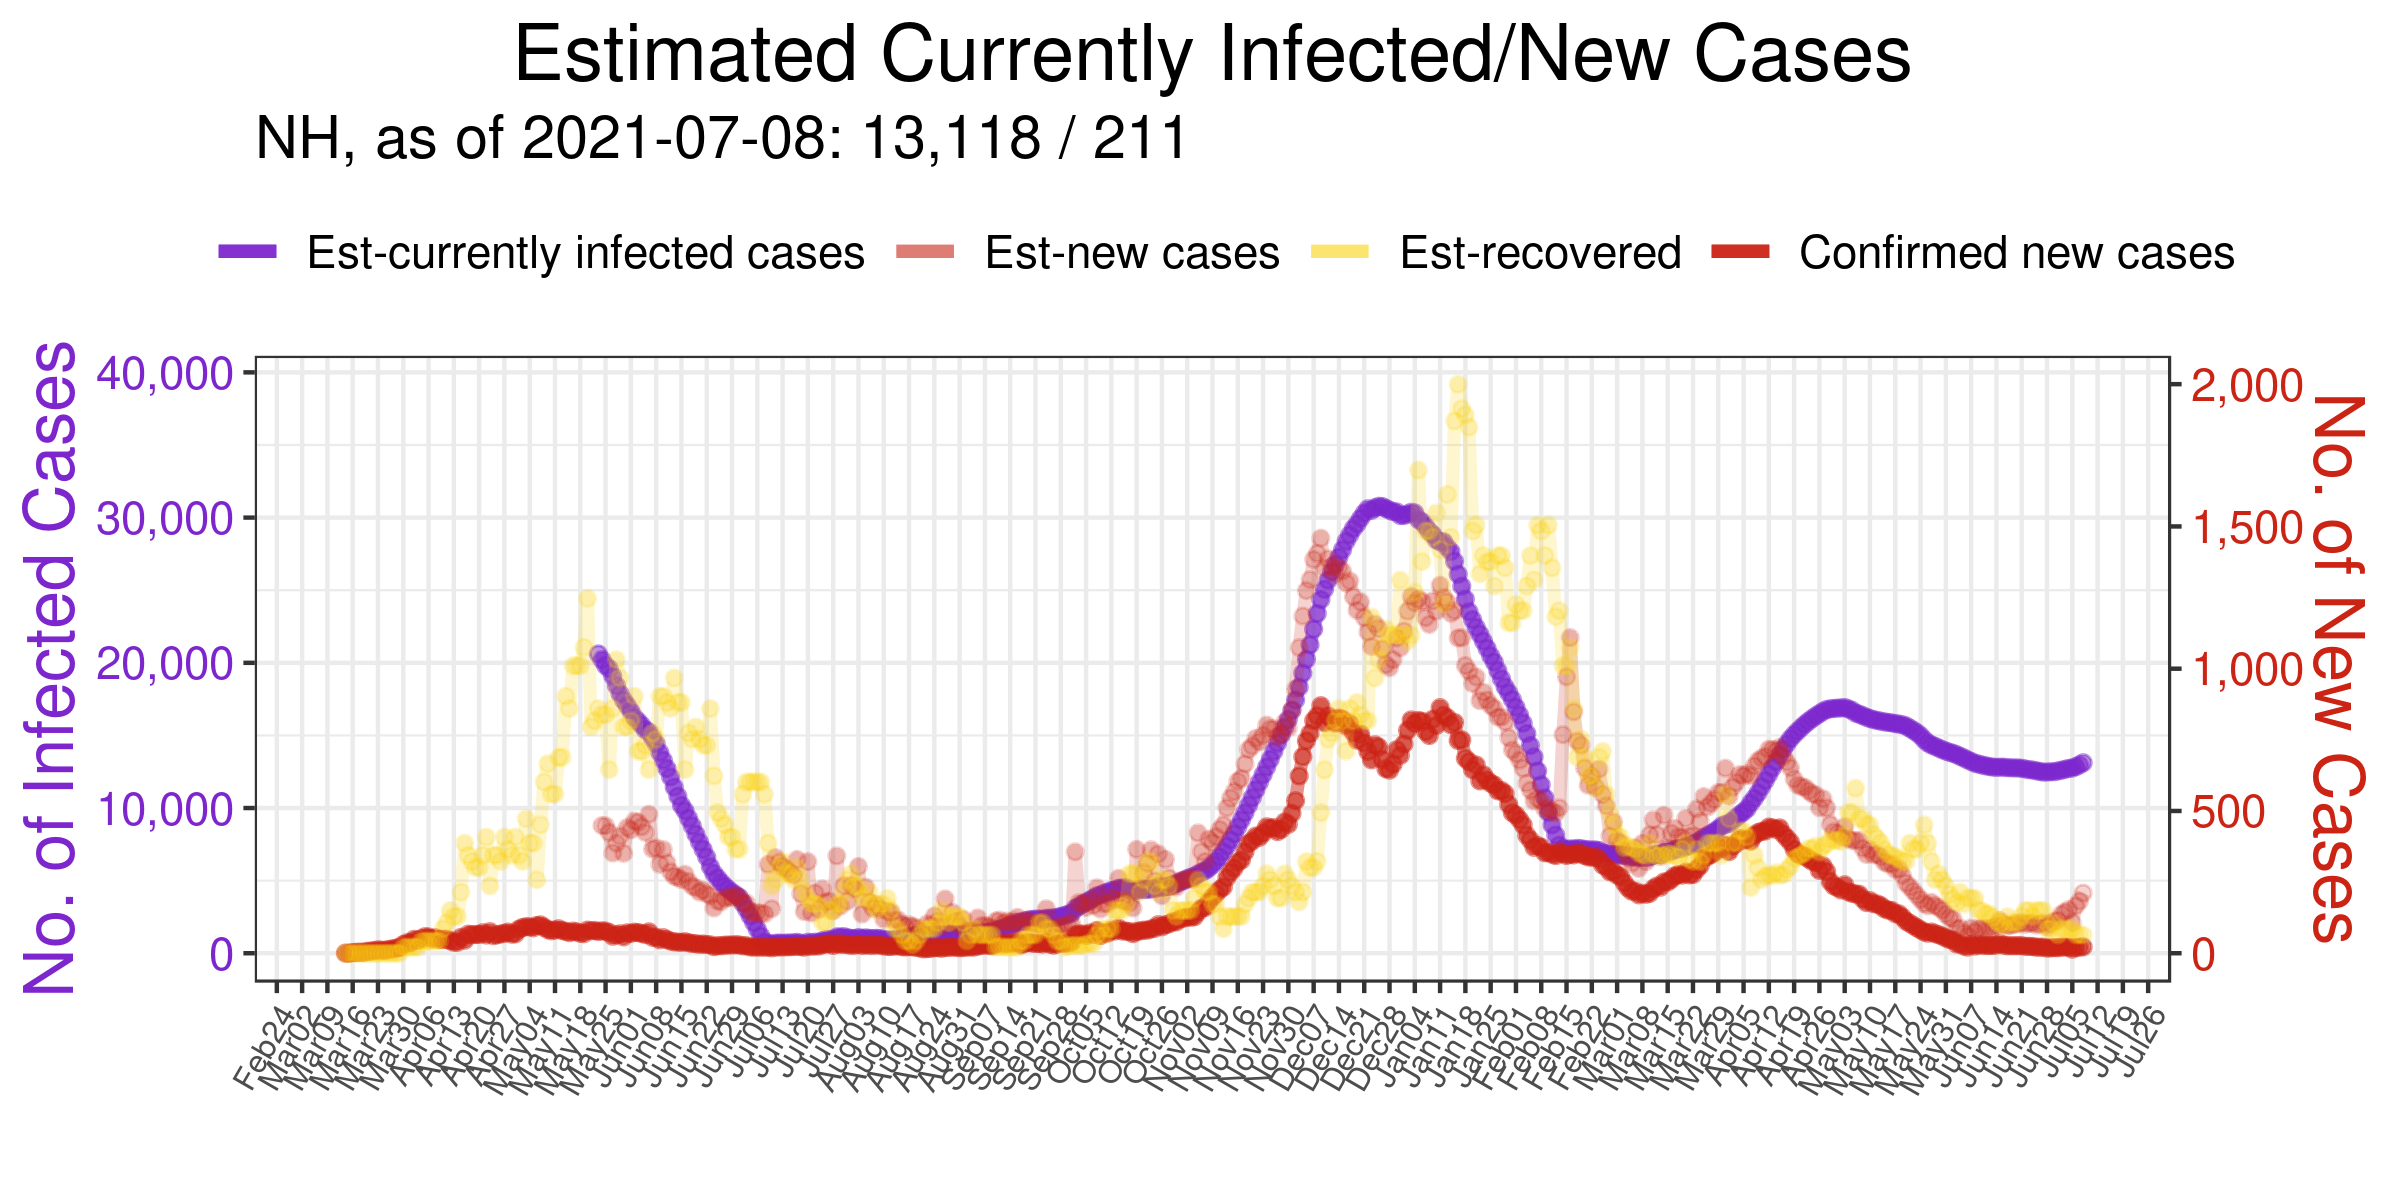 Estimated Currently Infected/New Cases
NH, as of 2021-07-08: 13,118 / 211
Est-currently infected cases
Est-new cases
Est-recovered
Confirmed new cases
No. of Infected Cases
40,000
30,000
20,000
10,000
0
2,000
1,500
1,000
500
0
No. of New Cases
Feb24
Mar02
Mar09
Mar16
Mar23
Mar30
Apr06
Apr13
Apr20
Apr27
May04
May11
May18
May25
Jun01
Jun08
Jun15
Jun22
Jun29
Jul06
Jul13
Jul20
Jul27
Aug03
Aug10
Aug17
Aug24
Aug31
Sep07
Sep14
Sep21
Sep28
Oct05
Oct12
Oct19
Oct26
Nov02
Nov09
Nov16
Nov23
Nov30
Dec07
Dec14
Dec21
Dec28
Jan04
Jan11
Jan18
Jan25
Feb01
Feb08
Feb15
Feb22
Mar01
Mar08
Mar15
Mar22
Mar29
Apr05
Apr12
Apr19
Apr26
May03
May10
May17
May24
May31
Jun07
Jun14
Jun21
Jun28
Jul05
Jul12
Jul19
Jul26